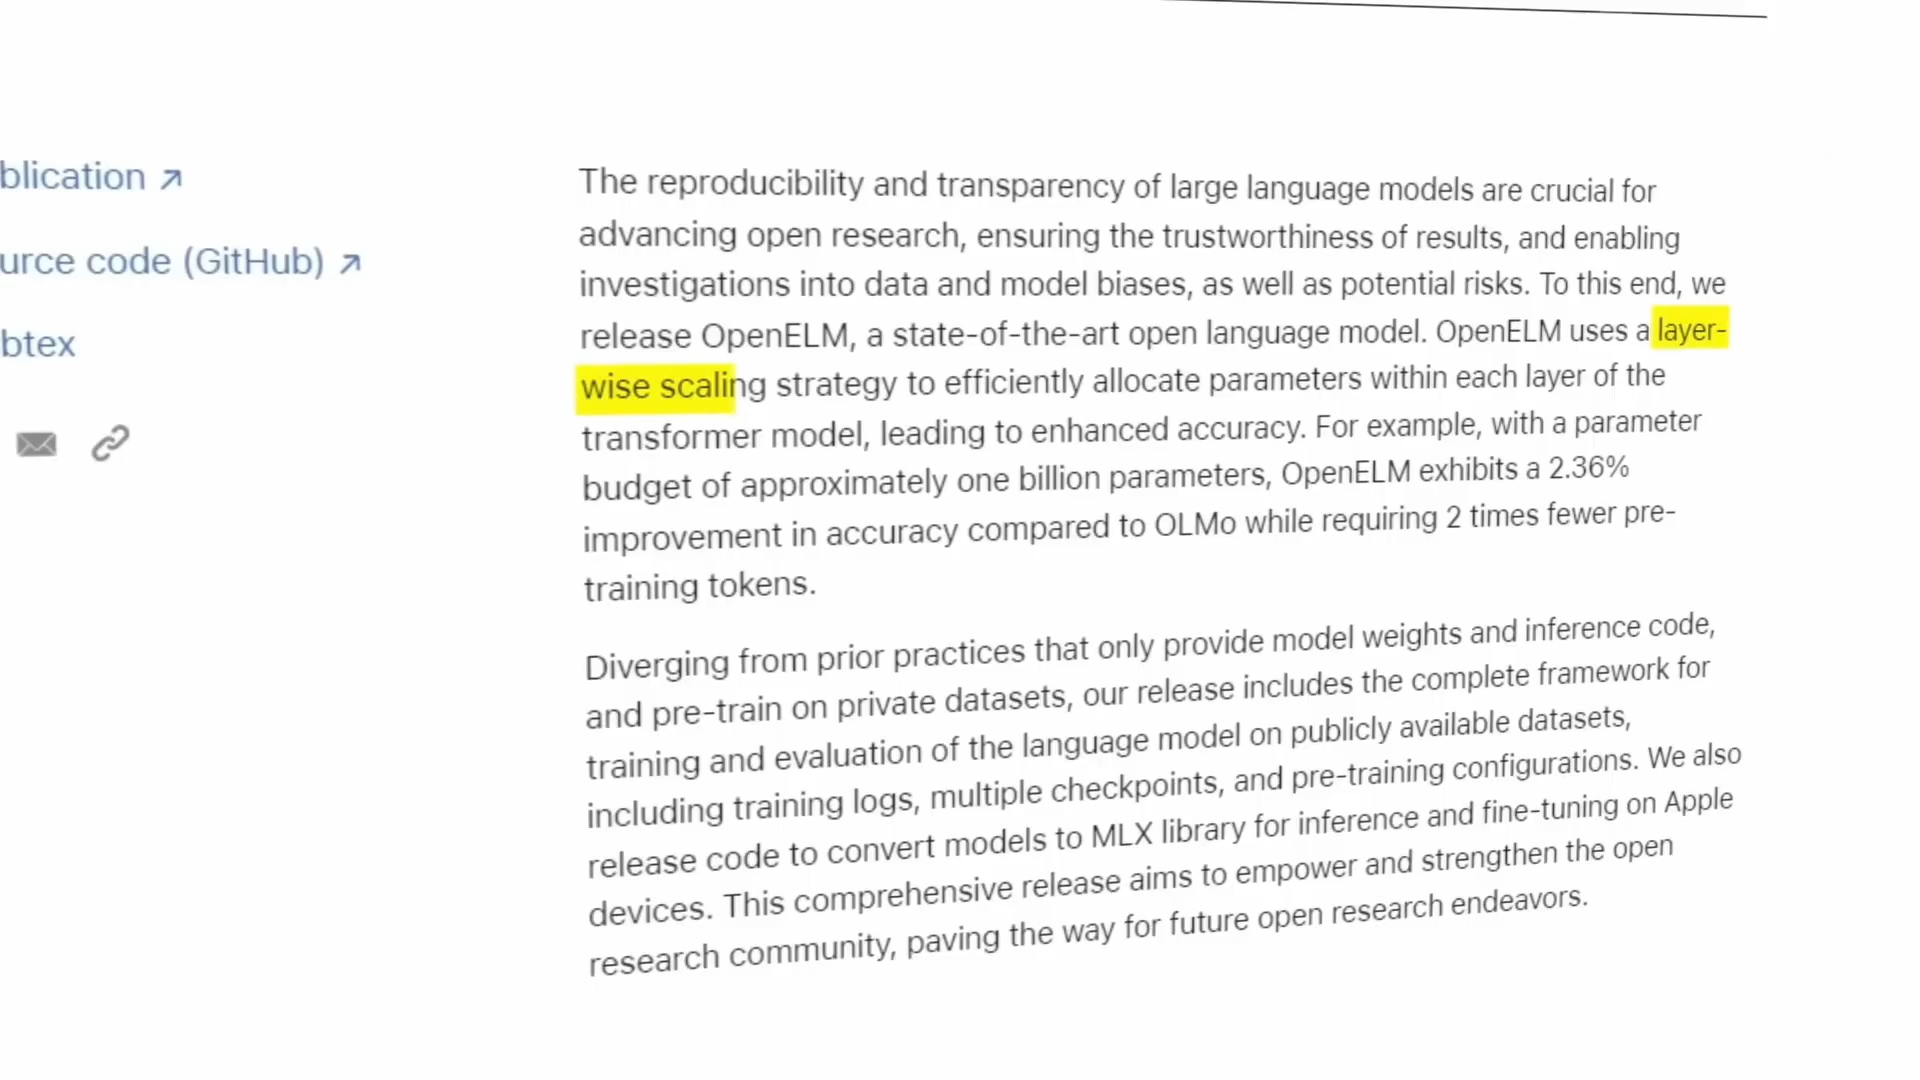 blication ↗
urce code (GitHub) ↗
btex
The reproducibility and transparency of large language models are crucial for
advancing open research, ensuring the trustworthiness of results, and enabling
investigations into data and model biases, as well as potential risks. To this end, we
release OpenELM, a state-of-the-art open language model. OpenELM uses a layer-
wise scaling strategy to efficiently allocate parameters within each layer of the
transformer model, leading to enhanced accuracy. For example, with a parameter
budget of approximately one billion parameters, OpenELM exhibits a 2.36%
improvement in accuracy compared to OLMo while requiring 2 times fewer pre-
training tokens.
Diverging from prior practices that only provide model weights and inference code,
and pre-train on private datasets, our release includes the complete framework for
training and evaluation of the language model on publicly available datasets,
including training logs, multiple checkpoints, and pre-training configurations. We also
release code to convert models to MLX library for inference and fine-tuning on Apple
devices. This comprehensive release aims to empower and strengthen the open
research community, paving the way for future open research endeavors.